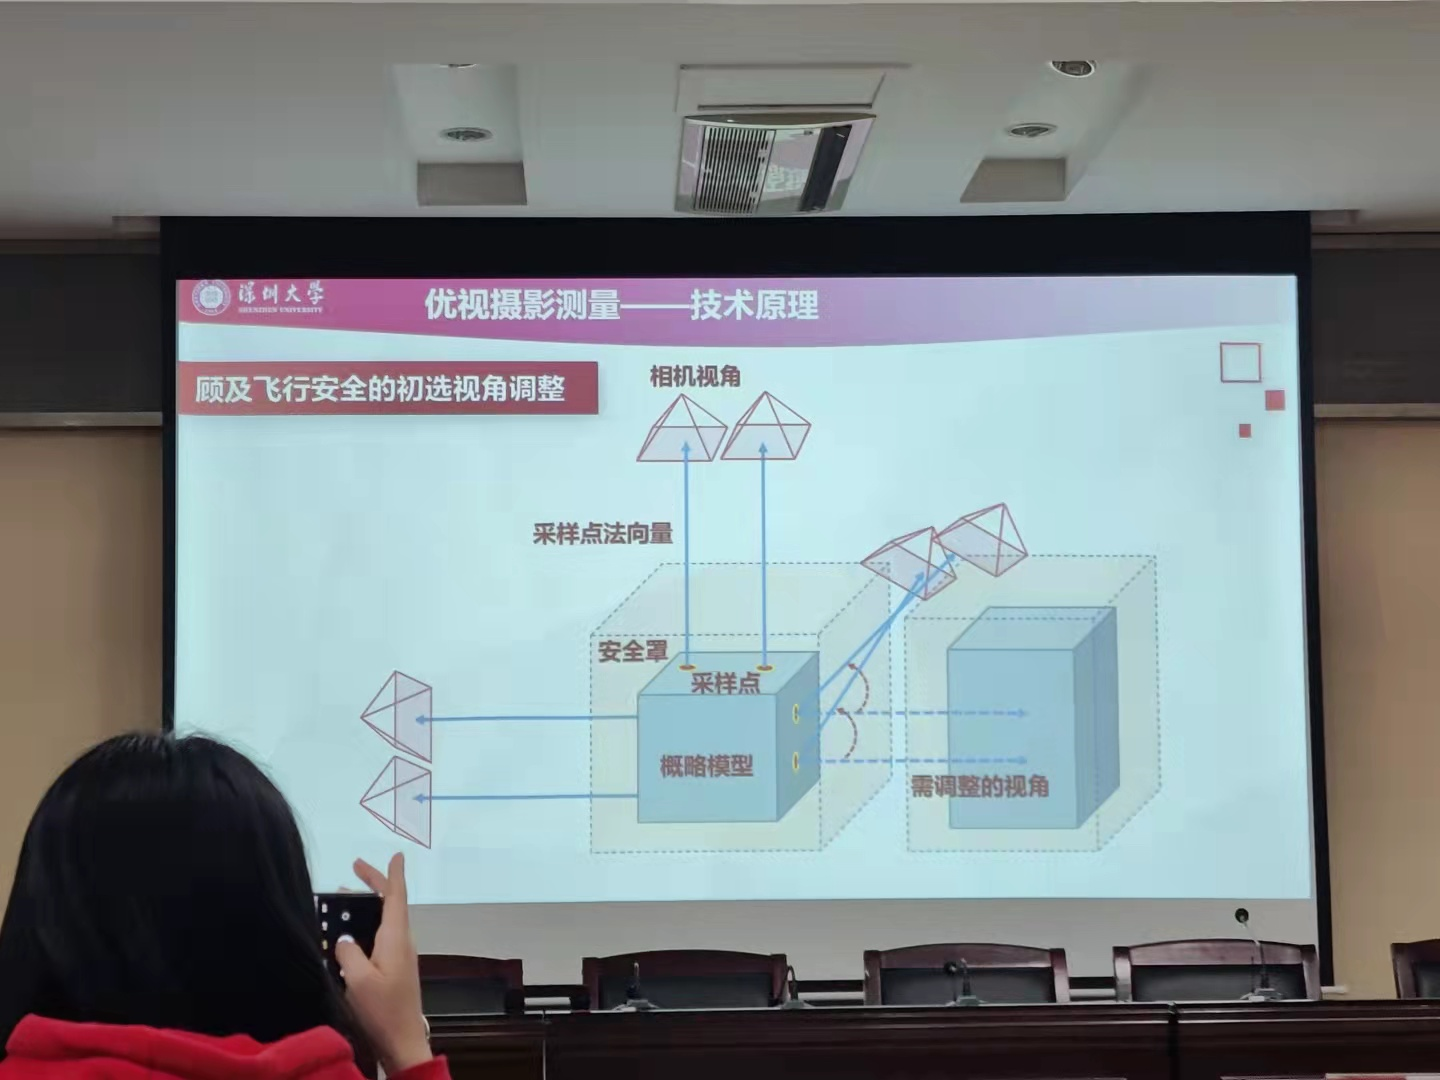 深圳大学
SHENZHEN UNIVERSITY
优视摄影测量——技术原理
顾及飞行安全的初选视角调整
相机视角
采样点法向量
安全罩
采样点
概略模型
需调整的视角